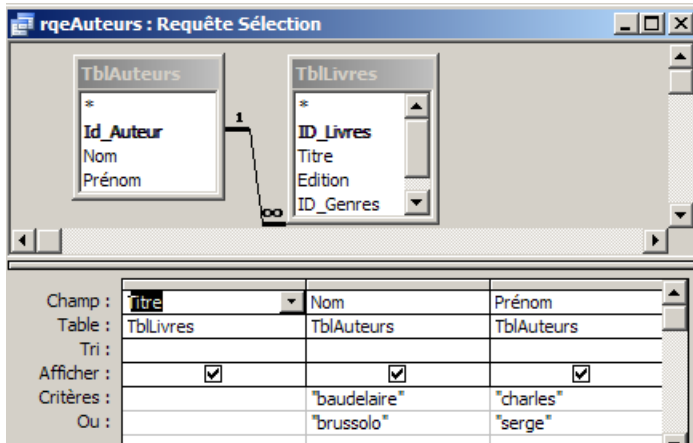 rqeAuteurs : Requête Sélection
TblAuteurs TblLivres
* *
Id_Auteur 1 ID_Livres
Nom Titre
Prénom Edition
∞ ID_Genres
Champ : Titre Nom Prénom
Table : TblLivres TblAuteurs TblAuteurs
Tri :
Afficher :
Critères : "baudelaire" "charles"
Ou : "brussolo" "serge"